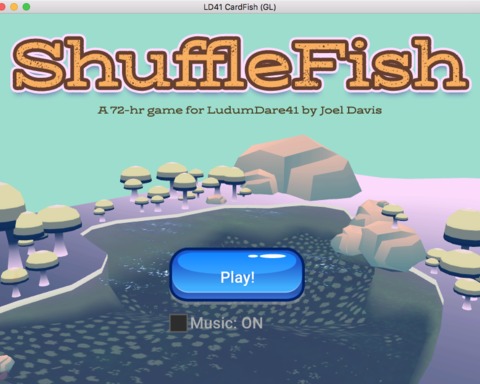 LD41 CardFish (GL)
ShuffleFish
A 72-hr game for LudumDare41 by Joel Davis
Play!
Music: ON